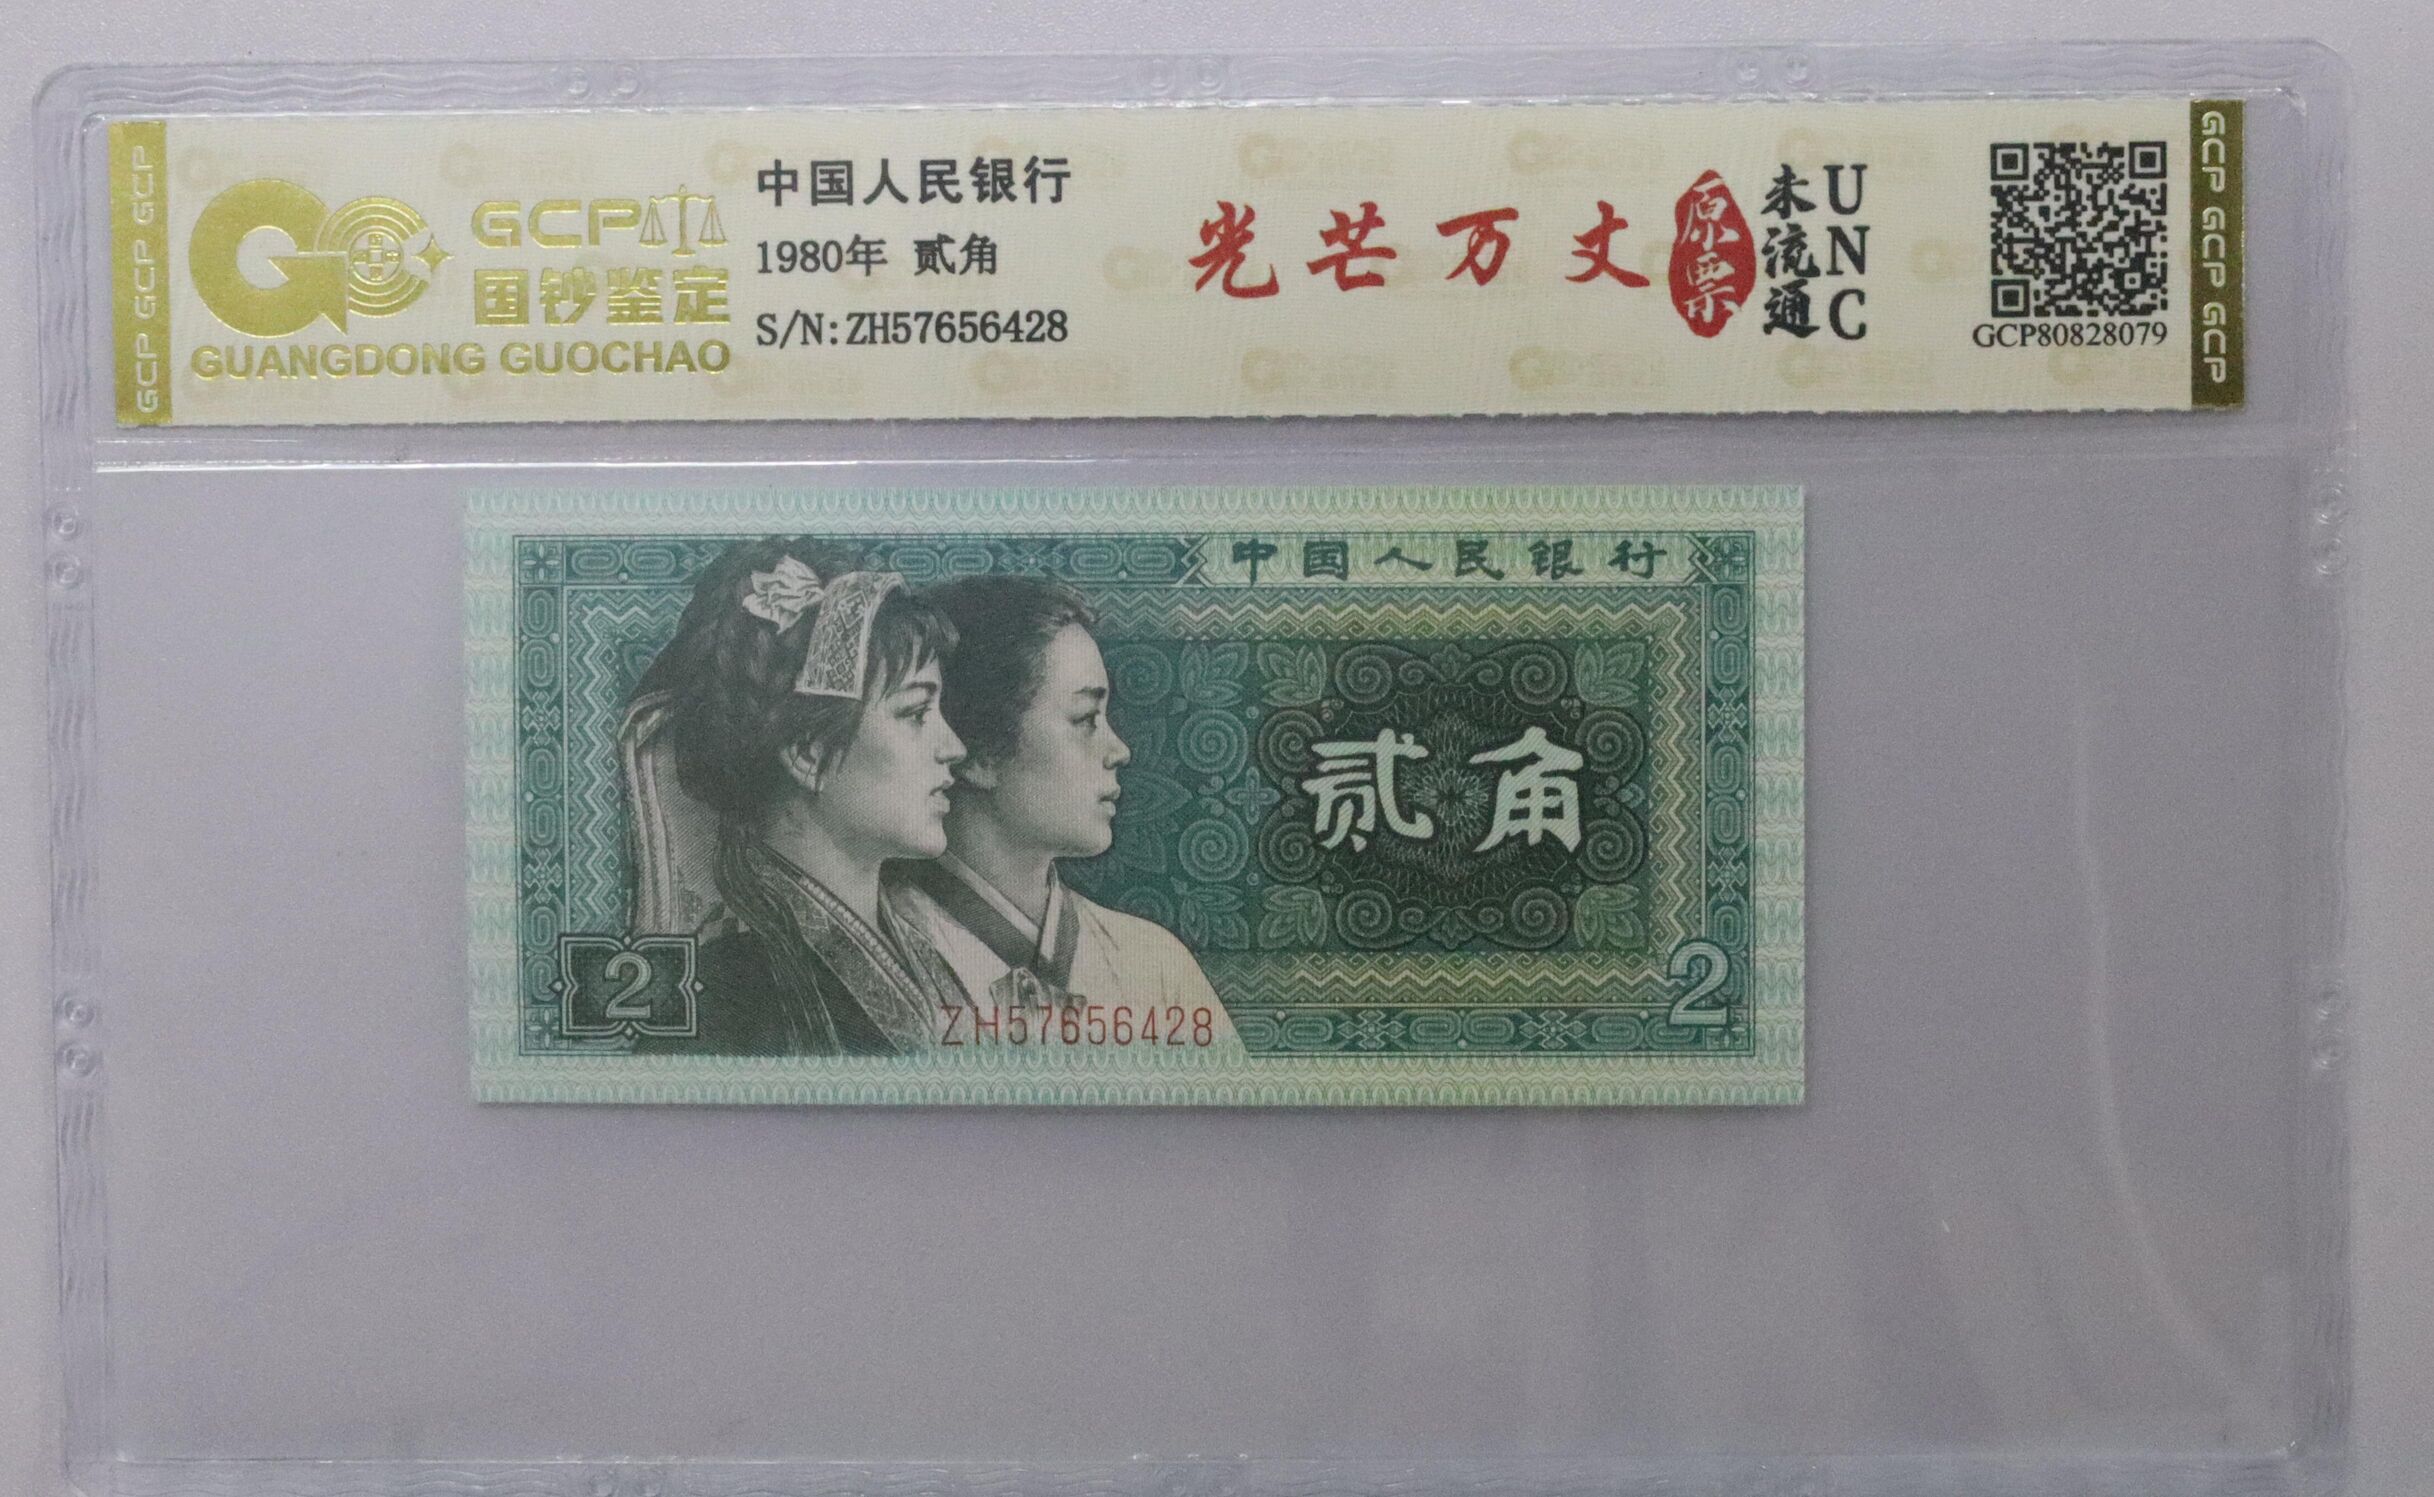 GCP GCP GCP
GCP
国钞鉴定
GUANGDONG GUOCHAO
中国人民银行
1980年 贰角
S/N:ZH57656428
光芒万丈
原票
未流通
UNC
GCP80828079
GCP GCP GCP
中国人民银行
贰角
2
ZH57656428
2